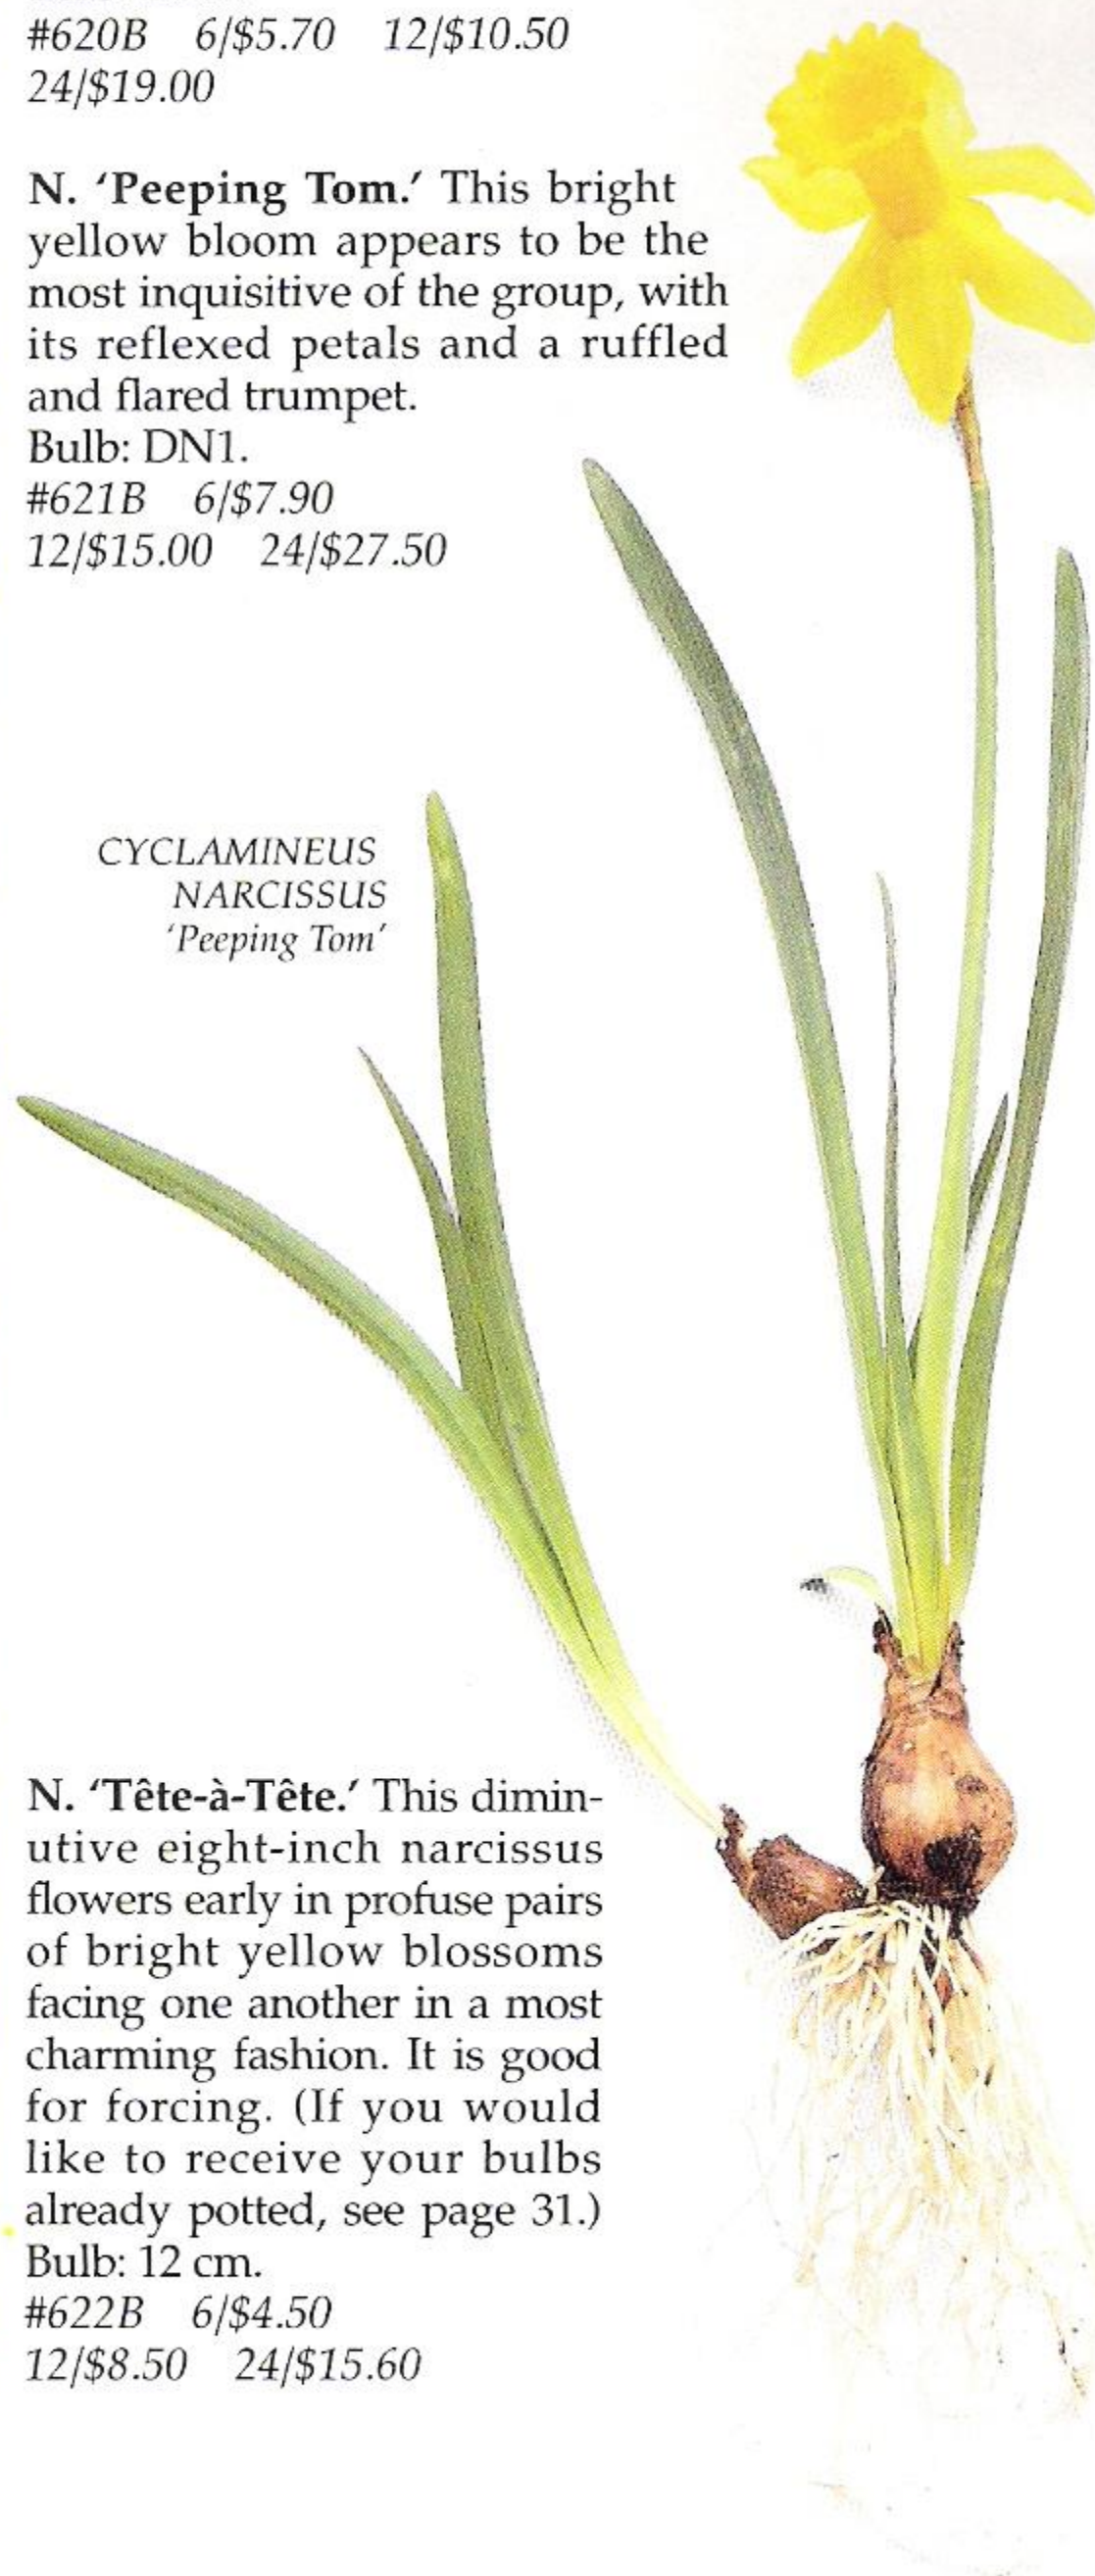 #620B 6/$5.70 12/$10.50
24/$19.00
N. ‘Peeping Tom.’ This bright
yellow bloom appears to be the
most inquisitive of the group, with
its reflexed petals and a ruffled
and flared trumpet.
Bulb: DN1.
#621B 6/$7.90
12/$15.00 24/$27.50
CYCLAMINEUS
NARCISSUS
‘Peeping Tom’
N. ‘Tête-à-Tête.’ This dimin-
utive eight-inch narcissus
flowers early in profuse pairs
of bright yellow blossoms
facing one another in a most
charming fashion. It is good
for forcing. (If you would
like to receive your bulbs
already potted, see page 31.)
Bulb: 12 cm.
#622B 6/$4.50
12/$8.50 24/$15.60